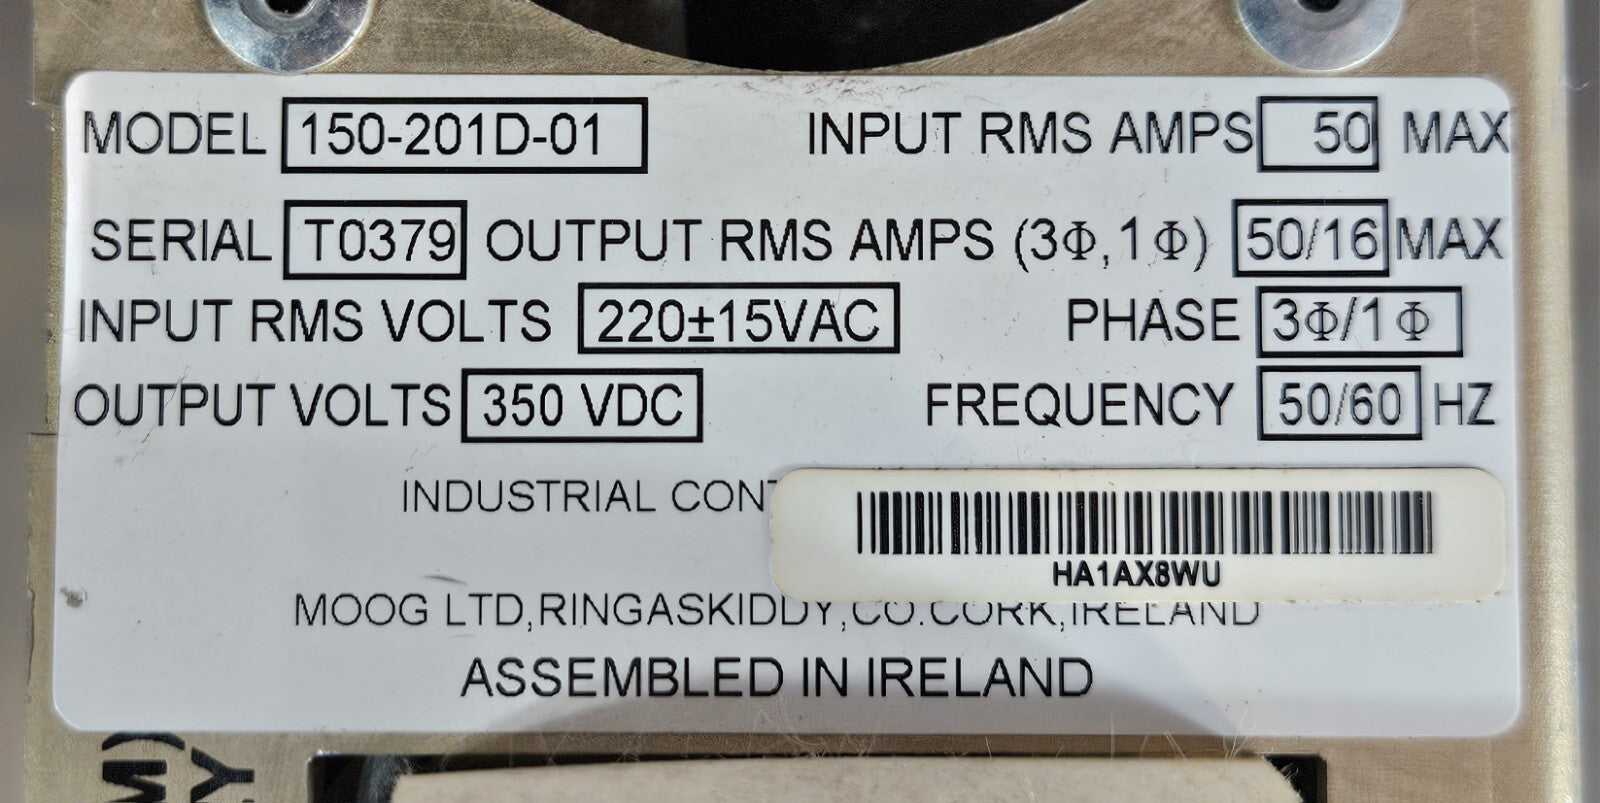 MODEL 150-201D-01 INPUT RMS AMPS 50 MAX
SERIAL T0379 OUTPUT RMS AMPS (3Φ,1Φ) 50/16 MAX
INPUT RMS VOLTS 220±15VAC PHASE 3Φ/1Φ
OUTPUT VOLTS 350 VDC FREQUENCY 50/60 HZ
INDUSTRIAL
HA1AX8WU
MOOG LTD,RINGASKIDDY,CO.CORK,IRELAND
ASSEMBLED IN IRELAND